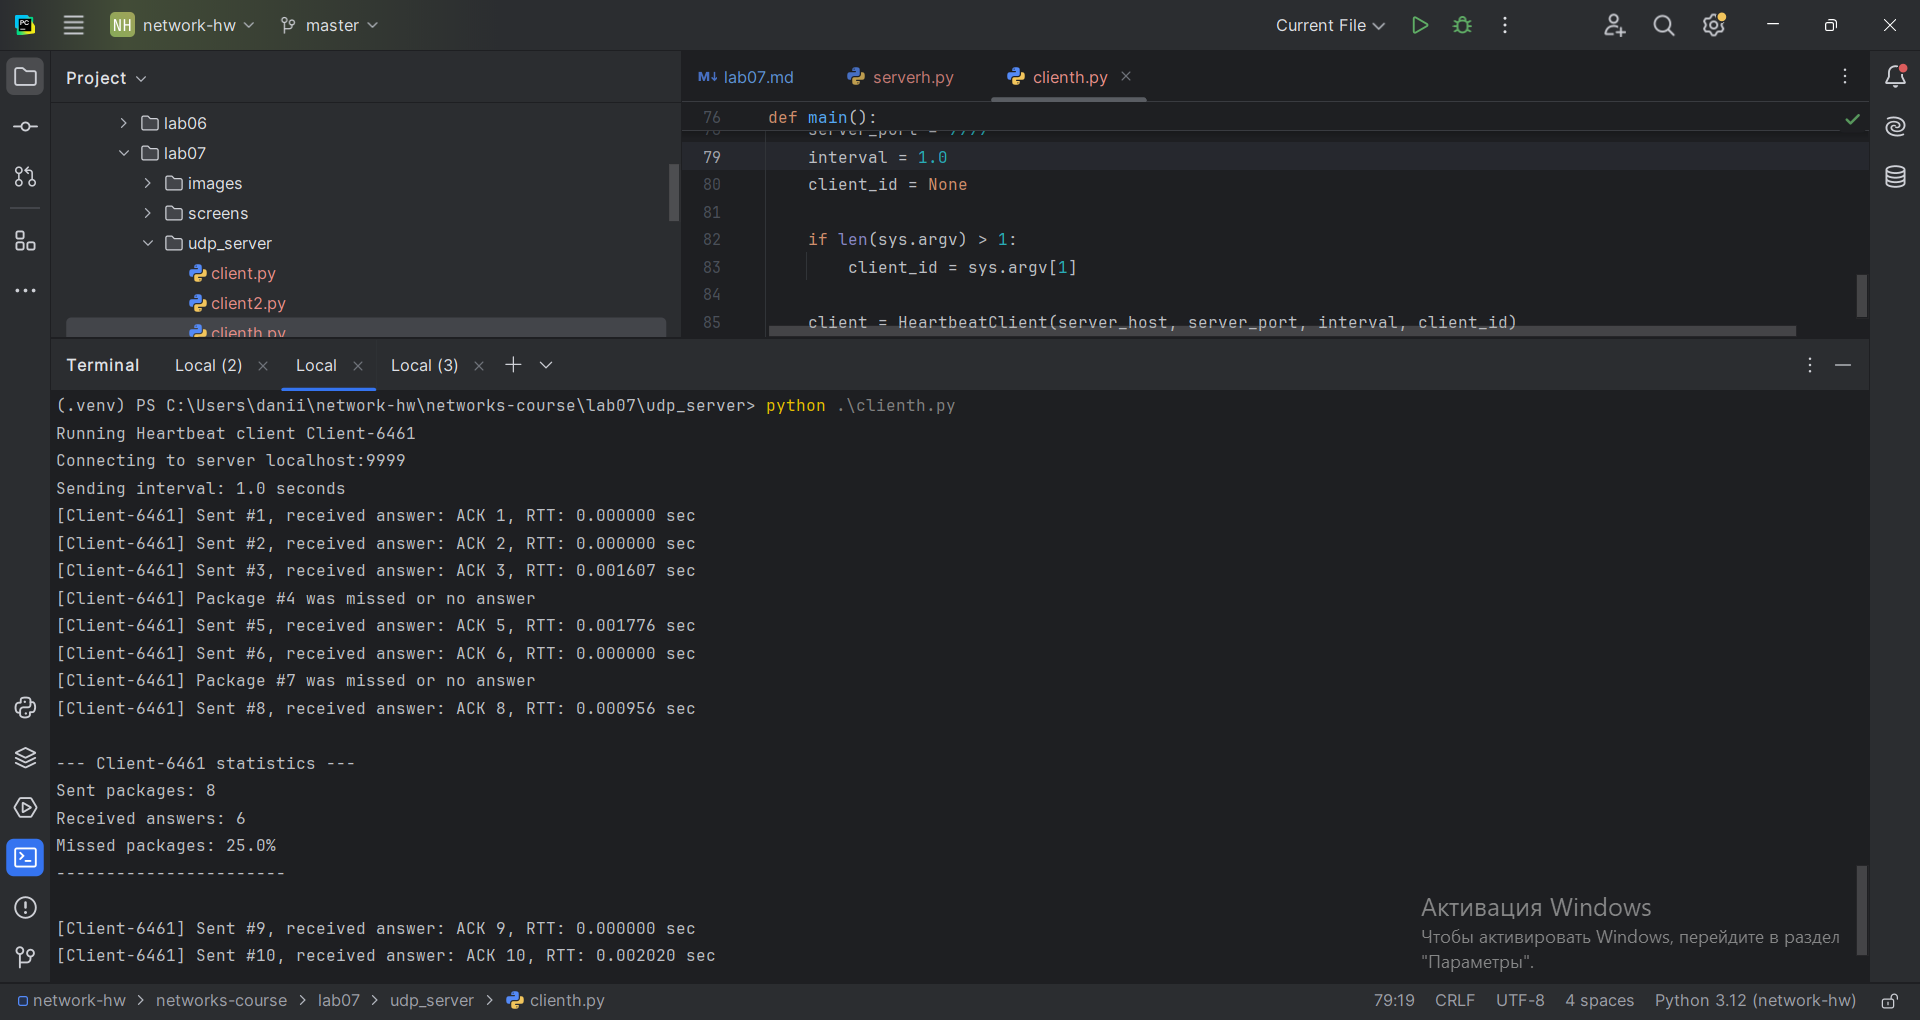 NH network-hw master Current File
Project
lab06
lab07
images
screens
udp_server
client.py
client2.py
clienth.py
lab07.md serverh.py clienth.py
76 def main():
78 server_port = 9999
79 interval = 1.0
80 client_id = None
81
82 if len(sys.argv) > 1:
83 client_id = sys.argv[1]
84
85 client = HeartbeatClient(server_host, server_port, interval, client_id)
Terminal Local (2) Local Local (3)
(.venv) PS C:\Users\danii\network-hw\networks-course\lab07\udp_server> python .\clienth.py
Running Heartbeat client Client-6461
Connecting to server localhost:9999
Sending interval: 1.0 seconds
[Client-6461] Sent #1, received answer: ACK 1, RTT: 0.000000 sec
[Client-6461] Sent #2, received answer: ACK 2, RTT: 0.000000 sec
[Client-6461] Sent #3, received answer: ACK 3, RTT: 0.001607 sec
[Client-6461] Package #4 was missed or no answer
[Client-6461] Sent #5, received answer: ACK 5, RTT: 0.001776 sec
[Client-6461] Sent #6, received answer: ACK 6, RTT: 0.000000 sec
[Client-6461] Package #7 was missed or no answer
[Client-6461] Sent #8, received answer: ACK 8, RTT: 0.000956 sec
--- Client-6461 statistics ---
Sent packages: 8
Received answers: 6
Missed packages: 25.0%
-----------------------
[Client-6461] Sent #9, received answer: ACK 9, RTT: 0.000000 sec
[Client-6461] Sent #10, received answer: ACK 10, RTT: 0.002020 sec
Активация Windows
Чтобы активировать Windows, перейдите в раздел
"Параметры".
network-hw > networks-course > lab07 > udp_server > clienth.py
79:19 CRLF UTF-8 4 spaces Python 3.12 (network-hw)